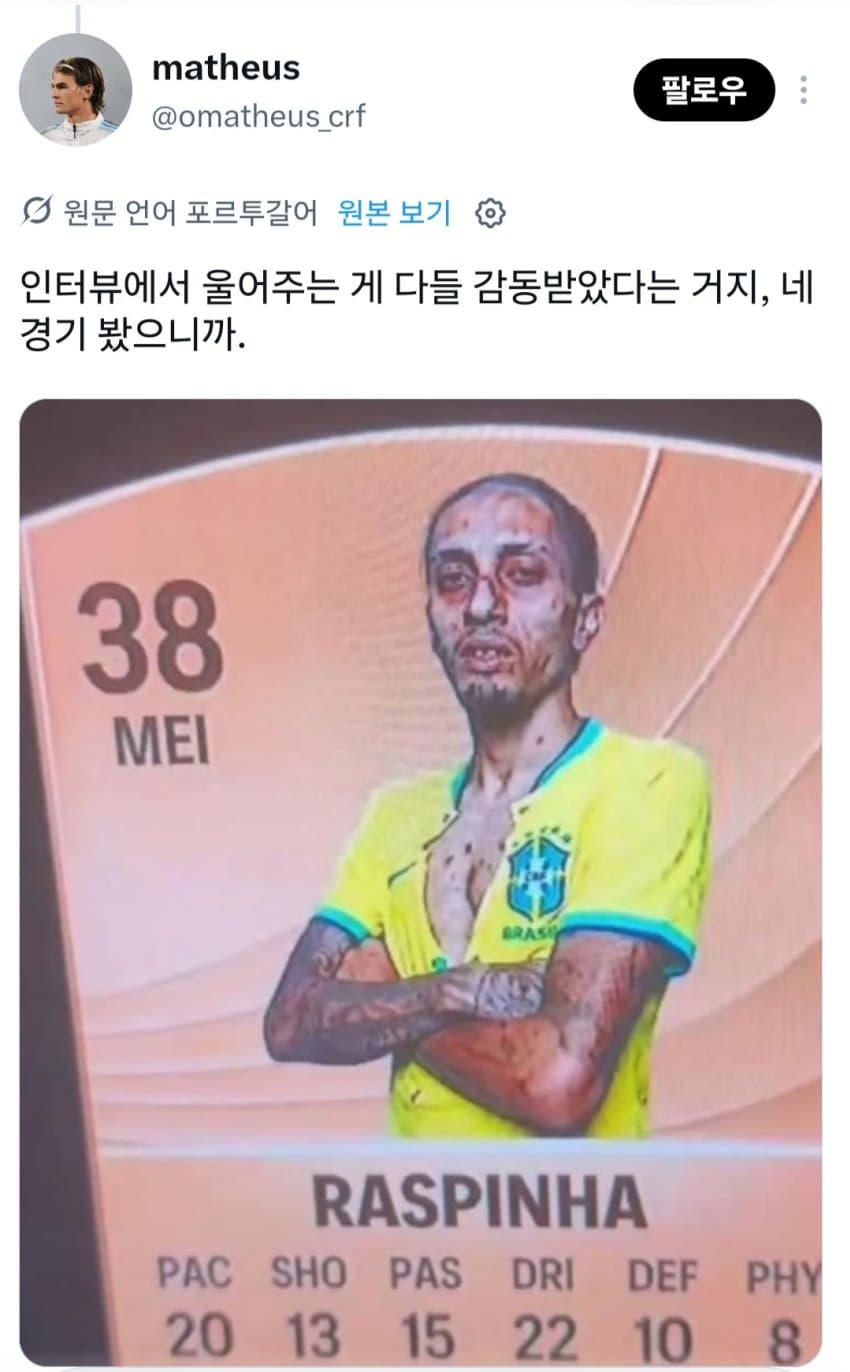 matheus
@omatheus_crf
팔로우
원문 언어 포르투갈어 원본 보기
인터뷰에서 울어주는 게 다들 감동받았다는 거지, 네
경기 봤으니까.
38
MEI
BRASIL
RASPINHA
PAC SHO PAS DRI DEF PHY
20 13 15 22 10 8